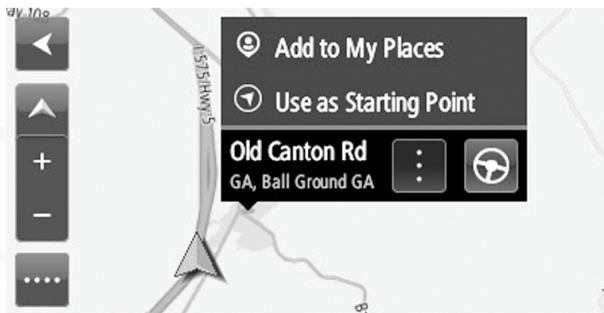 Add to My Places
I-575/Hwy 5
Use as Starting Point
Old Canton Rd
GA, Ball Ground GA